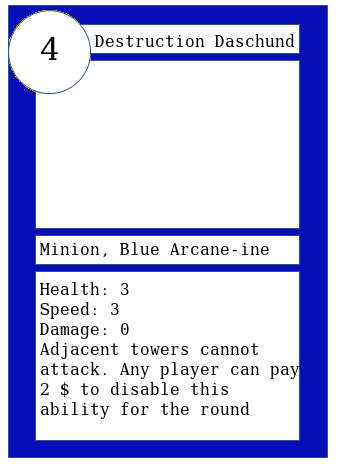 4
Destruction Daschund
Minion, Blue Arcane-ine
Health: 3
Speed: 3
Damage: 0
Adjacent towers cannot
attack. Any player can pay
2 $ to disable this
ability for the round